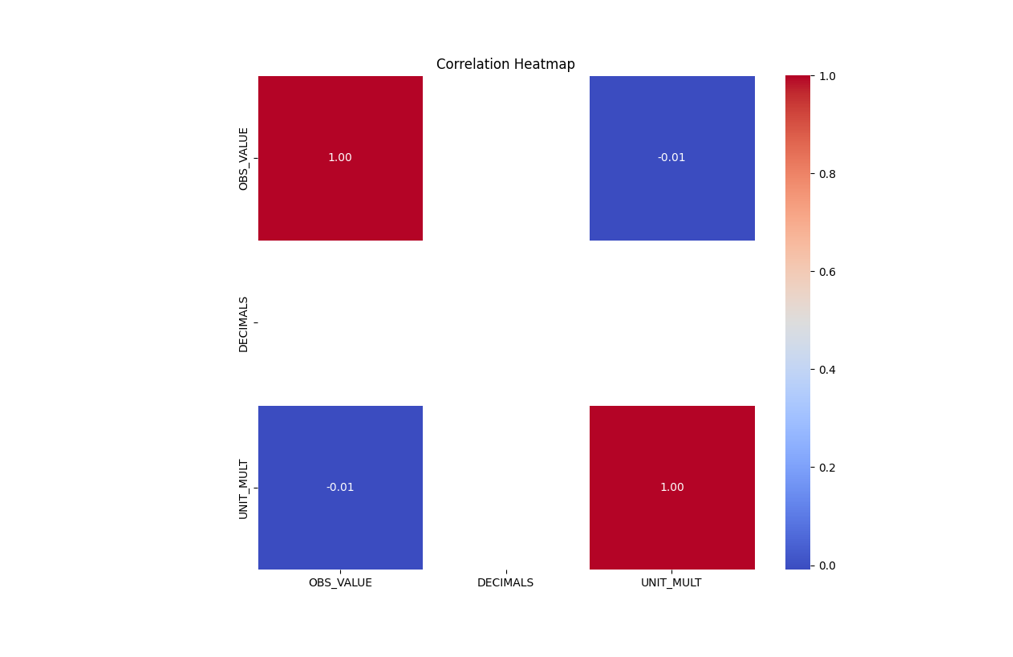 Correlation Heatmap
OBS_VALUE
DECIMALS
UNIT_MULT
1.00
-0.01
-0.01
1.00
OBS_VALUE
DECIMALS
UNIT_MULT
1.0
0.8
0.6
0.4
0.2
0.0